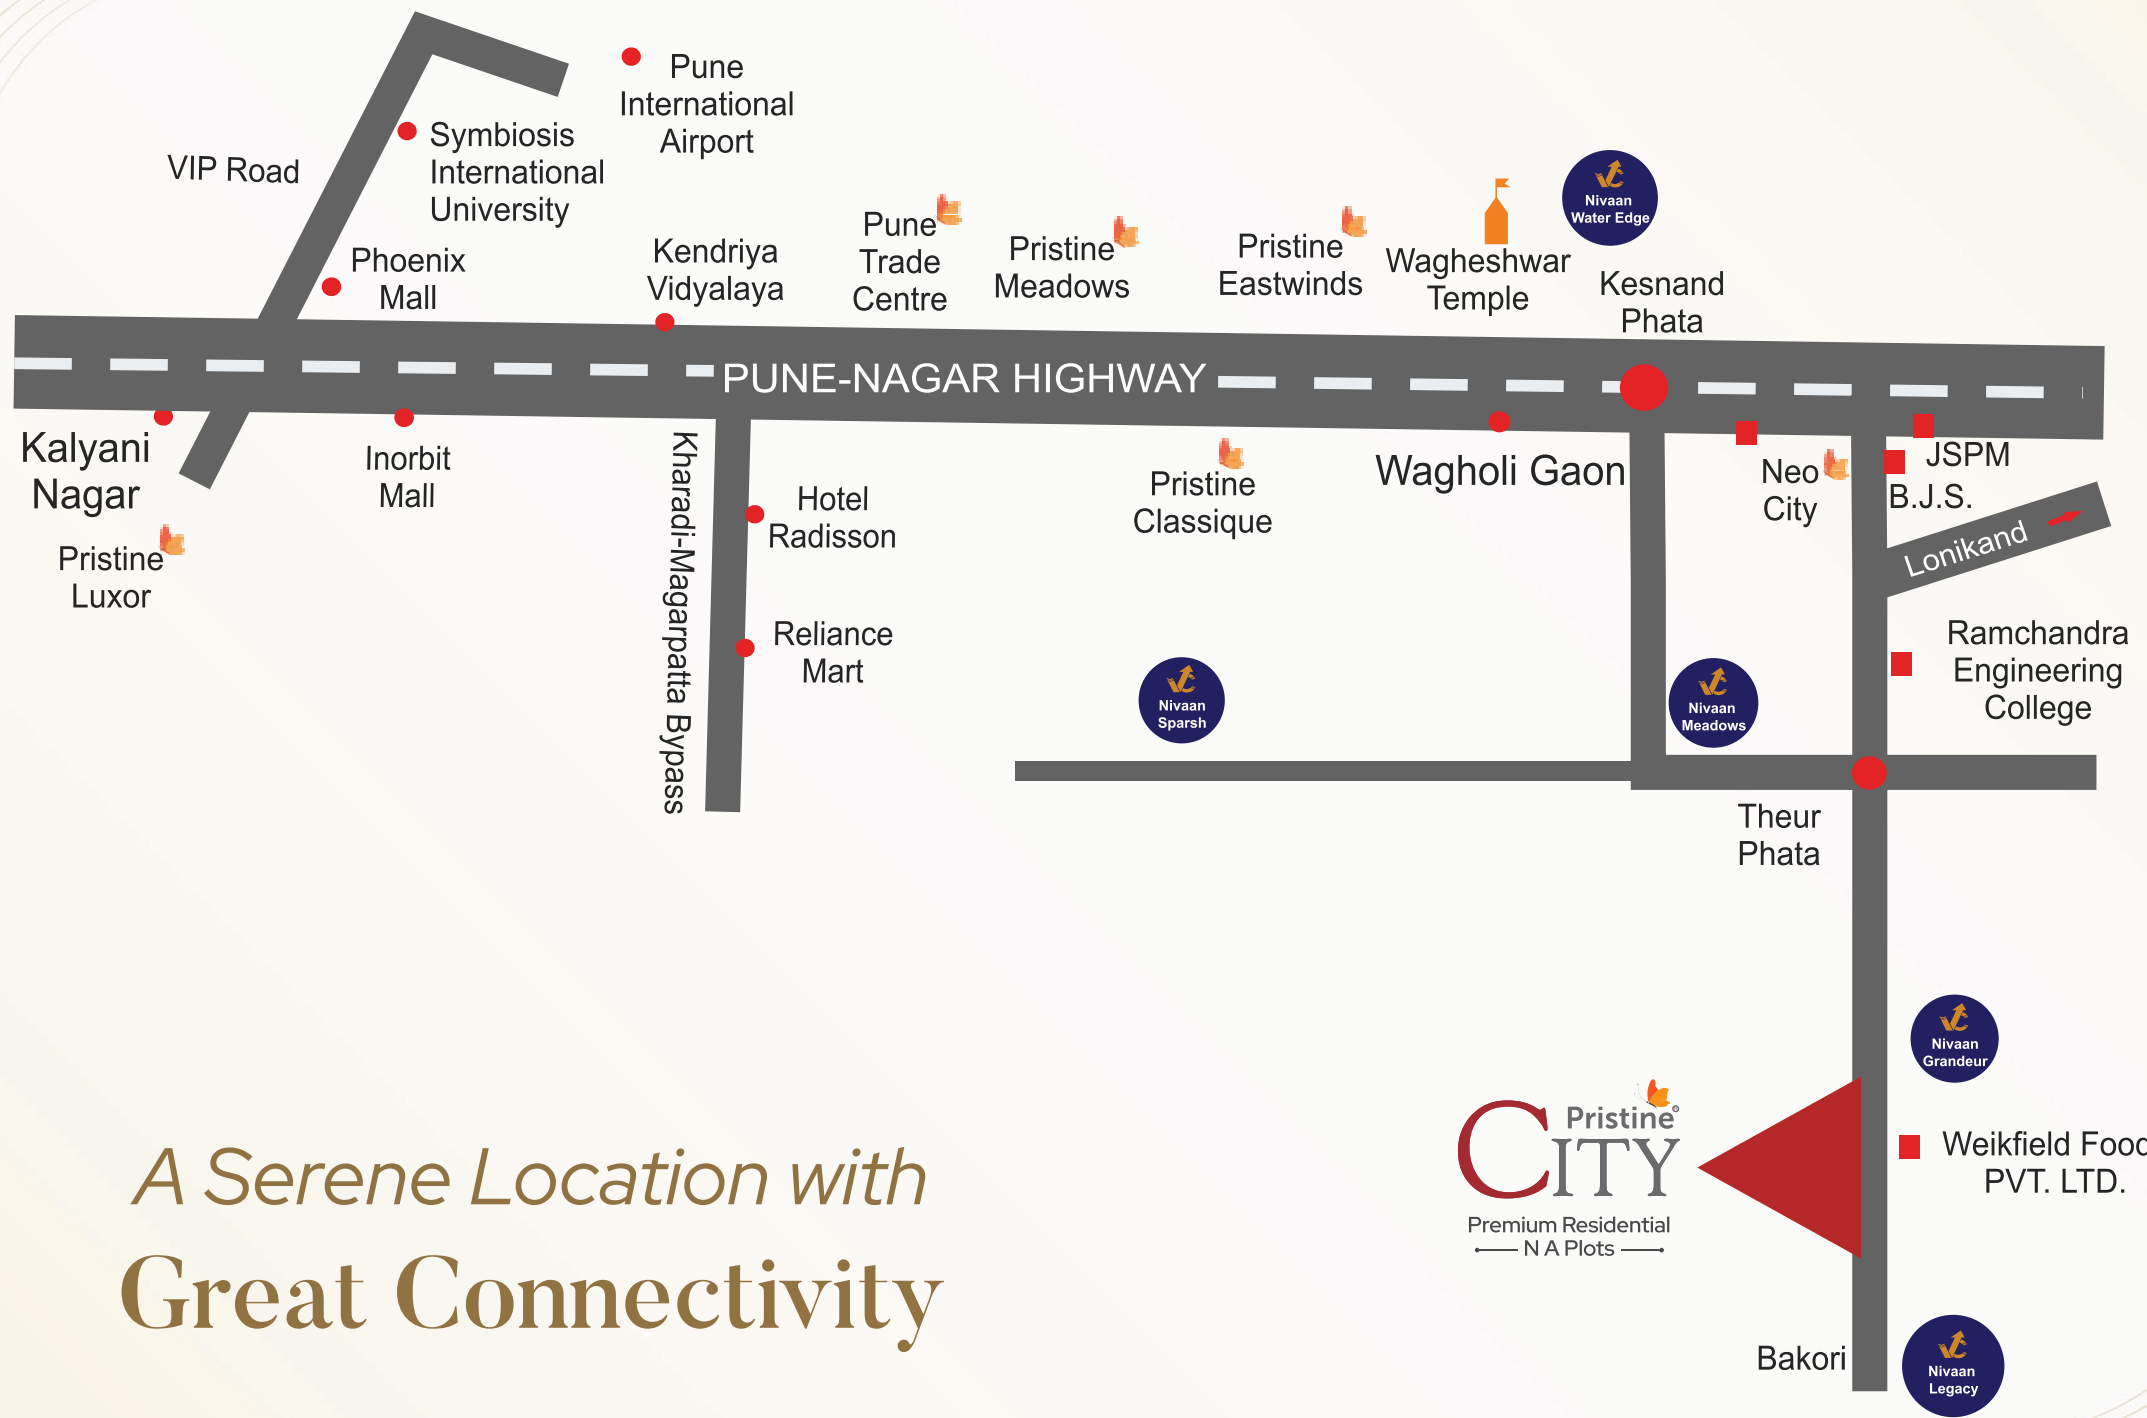 Pune
International
Airport
Symbiosis
International
University
VIP Road
Phoenix
Mall
Kendriya
Vidyalaya
Pune
Trade
Centre
Pristine
Meadows
Pristine
Eastwinds
Wagheshwar
Temple
Nivaan
Water Edge
Kesnand
Phata
PUNE-NAGAR HIGHWAY
Kalyani
Nagar
Pristine
Luxor
Inorbit
Mall
Kharadi-Magarpatta Bypass
Hotel
Radisson
Reliance
Mart
Pristine
Classique
Wagholi Gaon
Neo
City
JSPM
B.J.S.
Lonikand
Ramchandra
Engineering
College
Nivaan
Sparsh
Nivaan
Meadows
Theur
Phata
Nivaan
Grandeur
Pristine
CITY
Premium Residential
N A Plots
Weikfield Food
PVT. LTD.
Bakori
Nivaan
Legacy
A Serene Location with
Great Connectivity